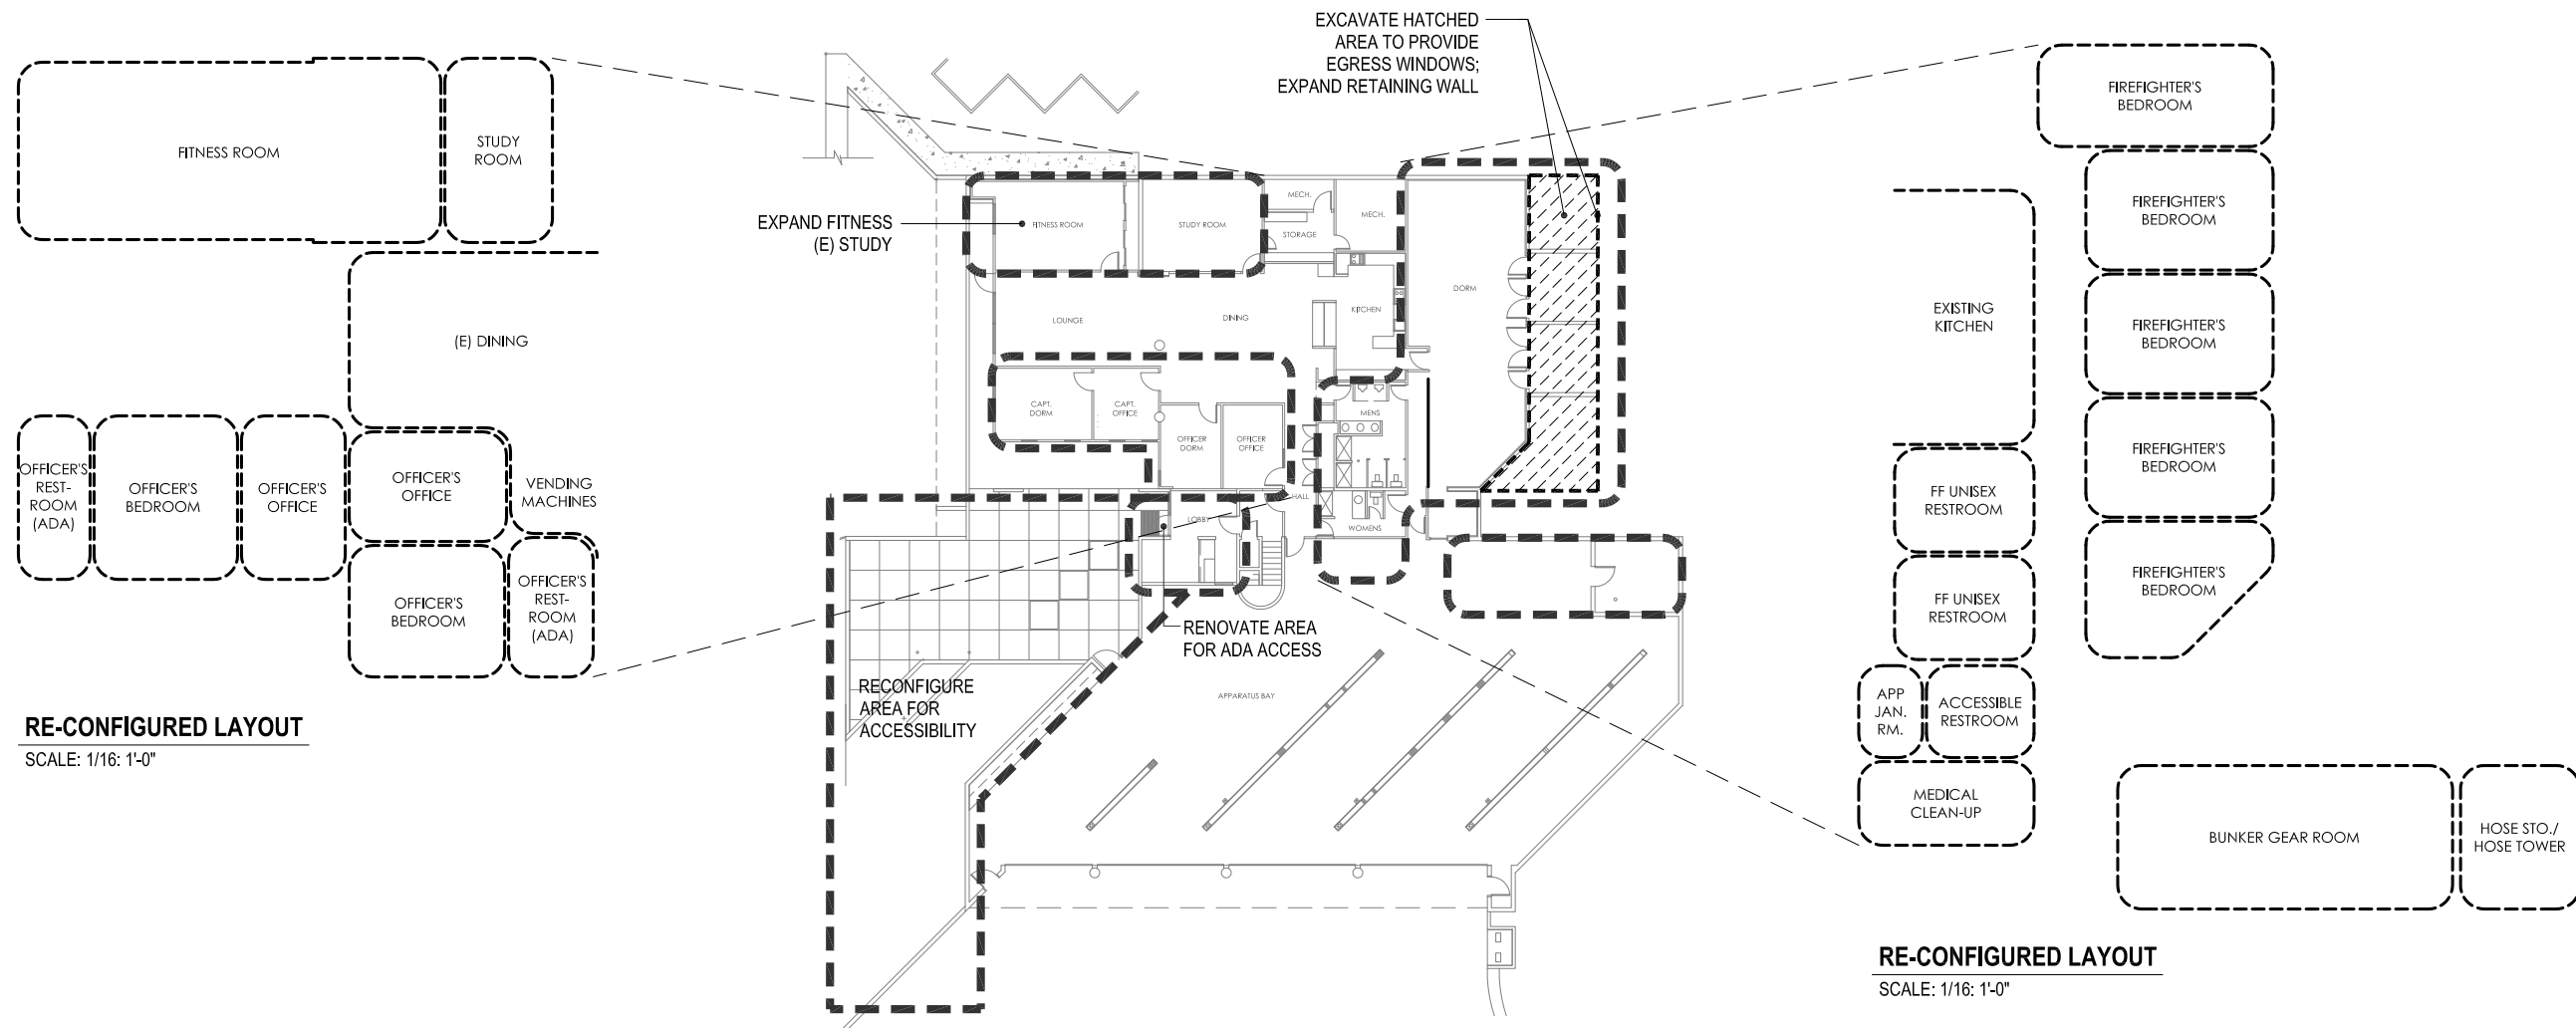 FITNESS ROOM
STUDY
ROOM
(E) DINING
OFFICER'S
REST-
ROOM
(ADA)
OFFICER'S
BEDROOM
OFFICER'S
OFFICE
OFFICER'S
OFFICE
VENDING
MACHINES
OFFICER'S
BEDROOM
OFFICER'S
REST-
ROOM
(ADA)
RE-CONFIGURED LAYOUT
SCALE: 1/16: 1'-0"
EXCAVATE HATCHED
AREA TO PROVIDE
EGRESS WINDOWS;
EXPAND RETAINING WALL
EXPAND FITNESS
(E) STUDY
FITNESS ROOM
STUDY ROOM
MECH.
MECH.
STORAGE
DORM
LOUNGE
DINING
KITCHEN
CAPT.
DORM
CAPT.
OFFICE
OFFICER
DORM
OFFICER
OFFICE
MENS
HALL
LOBBY
WOMENS
RENOVATE AREA
FOR ADA ACCESS
RECONFIGURE
AREA FOR
ACCESSIBILITY
APPARATUS BAY
FIREFIGHTER'S
BEDROOM
FIREFIGHTER'S
BEDROOM
EXISTING
KITCHEN
FIREFIGHTER'S
BEDROOM
FIREFIGHTER'S
BEDROOM
FF UNISEX
RESTROOM
FIREFIGHTER'S
BEDROOM
FF UNISEX
RESTROOM
APP
JAN.
RM.
ACCESSIBLE
RESTROOM
MEDICAL
CLEAN-UP
BUNKER GEAR ROOM
HOSE STO./
HOSE TOWER
RE-CONFIGURED LAYOUT
SCALE: 1/16: 1'-0"